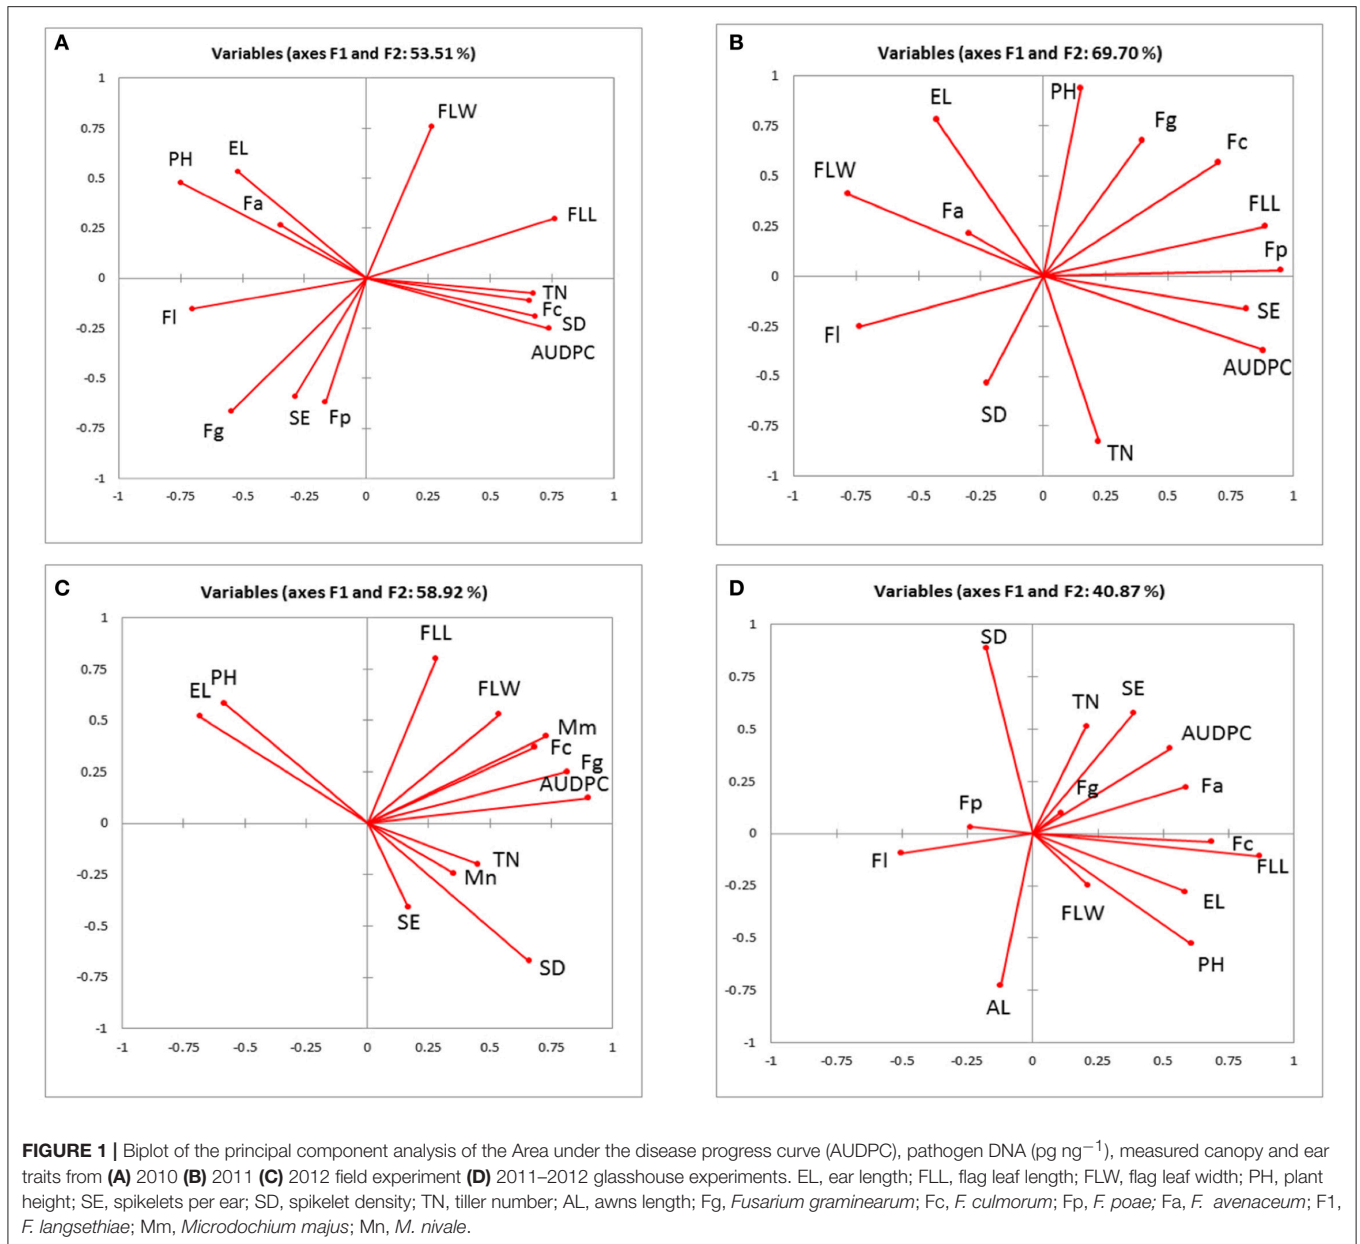 A
Variables (axes F1 and F2: 53.51 %)
1
0.75
0.5
0.25
0
-0.25
-0.5
-0.75
-1
-1 -0.75 -0.5 -0.25 0 0.25 0.5 0.75 1
FLW
EL
PH
Fa
FLL
TN
Fc
SD
AUDPC
Fl
Fg
SE
Fp
B
Variables (axes F1 and F2: 69.70 %)
1
0.75
0.5
0.25
0
-0.25
-0.5
-0.75
-1
-1 -0.75 -0.5 -0.25 0 0.25 0.5 0.75 1
EL
PH
Fg
Fc
FLW
Fa
FLL
Fp
SE
Fl
AUDPC
SD
TN
C
Variables (axes F1 and F2: 58.92 %)
1
0.75
0.5
0.25
0
-0.25
-0.5
-0.75
-1
-1 -0.75 -0.5 -0.25 0 0.25 0.5 0.75 1
FLL
PH
EL
FLW
Mm
Fc
Fg
AUDPC
TN
Mn
SE
SD
D
Variables (axes F1 and F2: 40.87 %)
1
0.75
0.5
0.25
0
-0.25
-0.5
-0.75
-1
-1 -0.75 -0.5 -0.25 0 0.25 0.5 0.75 1
SD
TN
SE
AUDPC
Fg
Fa
Fp
Fl
Fc
FLL
EL
FLW
PH
AL
FIGURE 1 | Biplot of the principal component analysis of the Area under the disease progress curve (AUDPC), pathogen DNA (pg ng−1), measured canopy and ear
traits from (A) 2010 (B) 2011 (C) 2012 field experiment (D) 2011–2012 glasshouse experiments. EL, ear length; FLL, flag leaf length; FLW, flag leaf width; PH, plant
height; SE, spikelets per ear; SD, spikelet density; TN, tiller number; AL, awns length; Fg, Fusarium graminearum; Fc, F. culmorum; Fp, F. poae; Fa, F. avenaceum; F1,
F. langsethiae; Mm, Microdochium majus; Mn, M. nivale.